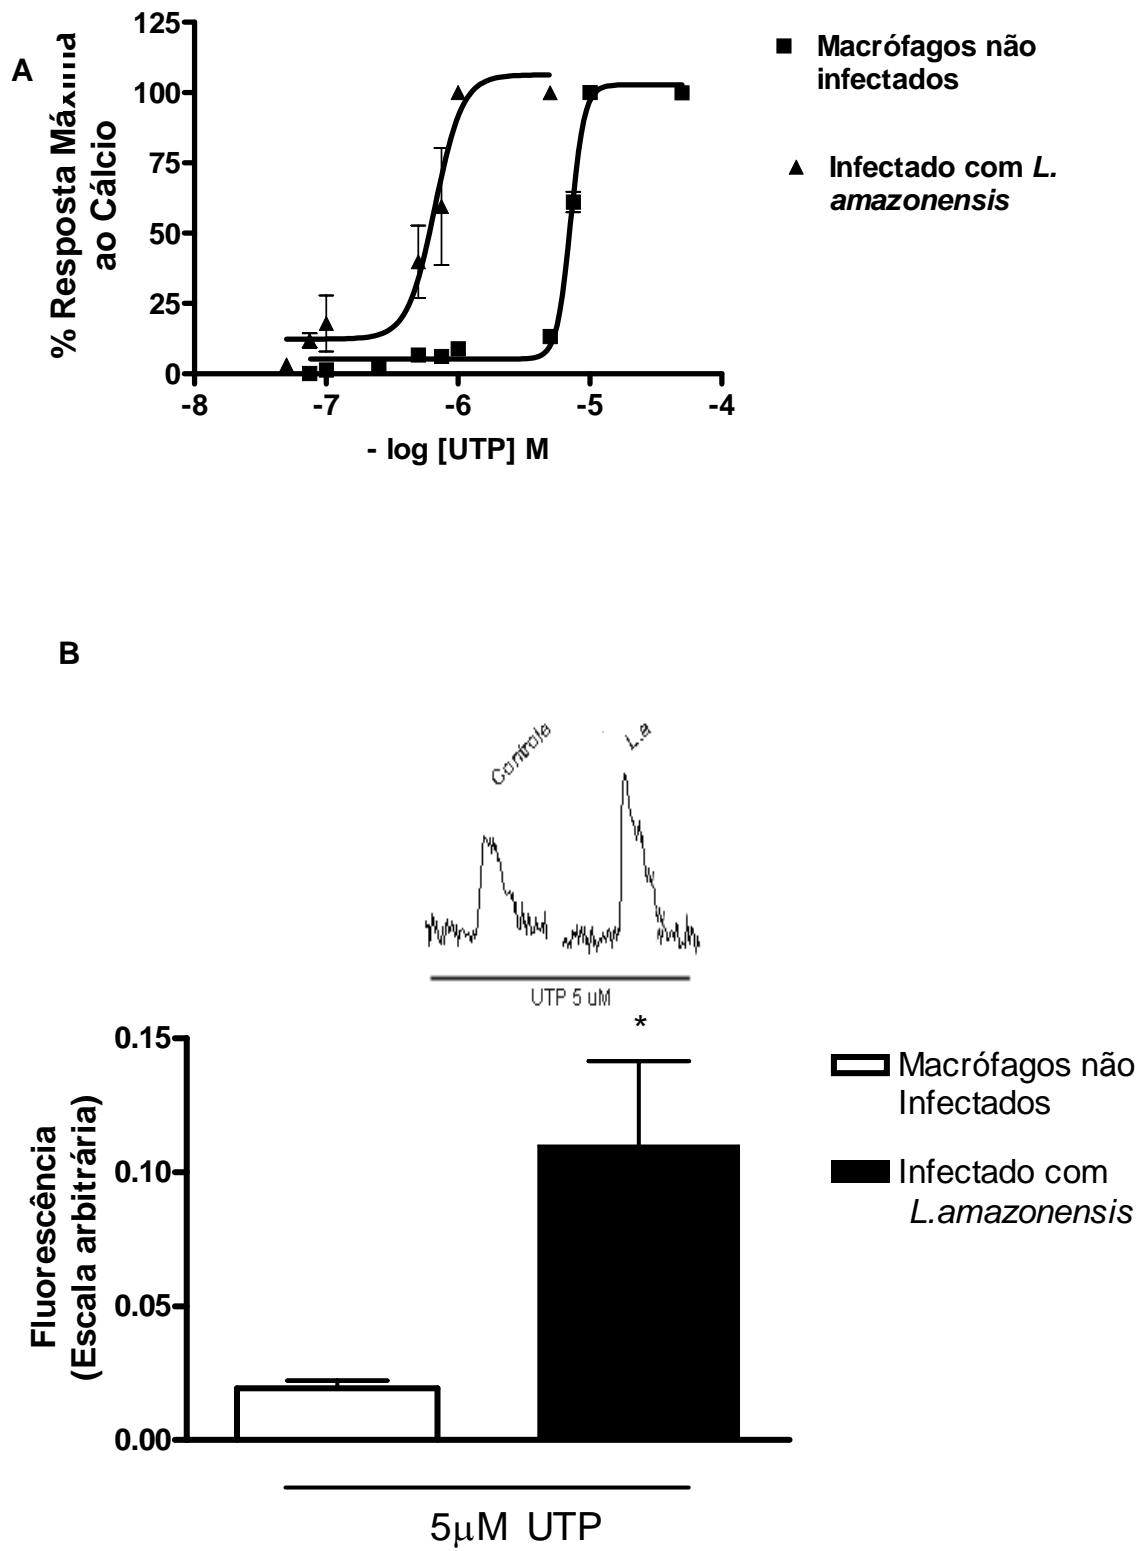 A
% Resposta Máxima
ao Cálcio
125
100
75
50
25
0
-8
-7
-6
-5
-4
- log [UTP] M
Macrófagos não
infectados
Infectado com L.
amazonensis
B
Controle
L.a
UTP 5 uM
*
Fluorescência
(Escala arbitrária)
0.15
0.10
0.05
0.00
5µM UTP
Macrófagos não
Infectados
Infectado com
L.amazonensis